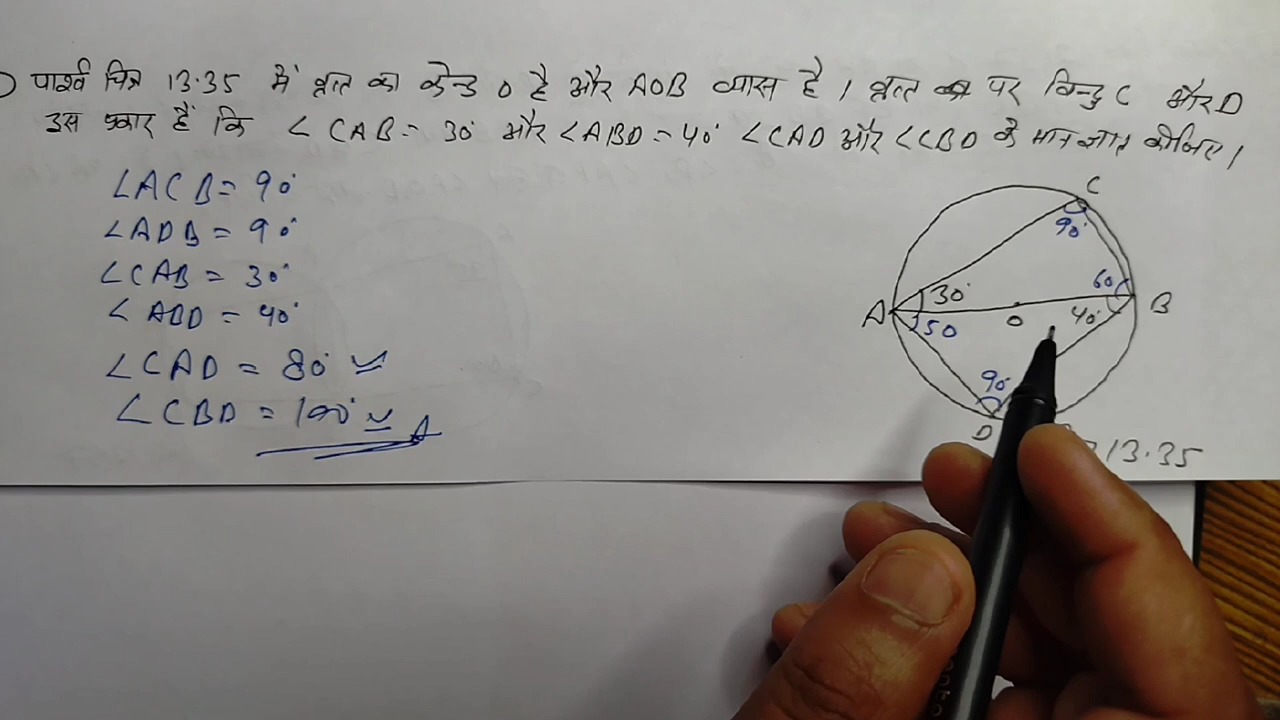 पार्श्व चित्र 13.35 में वृत्त का केन्द्र O है और AOB व्यास है। वृत्त पर बिन्दु C और D
उस प्रकार हैं कि ∠CAB = 30° और ∠ABD = 40° ∠CAD और ∠CBD के मान ज्ञात कीजिए।
∠ACB = 90°
∠ADB = 90°
∠CAB = 30°
∠ABD = 40°
∠CAD = 80°
∠CBD = 100°
A
C
90°
60°
30°
A
O
B
50
40°
90°
D
13.35